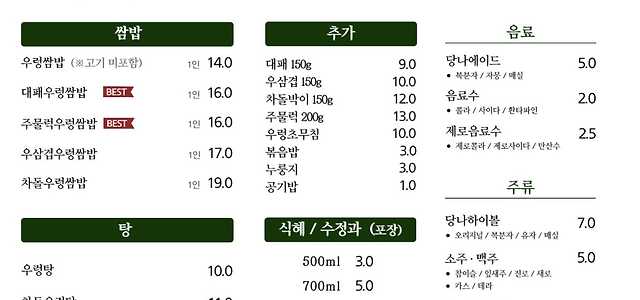 쌈밥
우렁쌈밥 (※고기 미포함) 1인 14.0
대패우렁쌈밥 BEST 1인 16.0
주물럭우렁쌈밥 BEST 1인 16.0
우삼겹우렁쌈밥 1인 17.0
차돌우렁쌈밥 1인 19.0
탕
우렁탕 10.0
추가
대패 150g 9.0
우삼겹 150g 10.0
차돌박이 150g 12.0
주물럭 200g 13.0
우렁초무침 10.0
볶음밥 3.0
누룽지 3.0
공기밥 1.0
식혜 / 수정과 (포장)
500ml 3.0
700ml 5.0
음료
당나에이드 5.0
• 복분자 / 자몽 / 매실
음료수 2.0
• 콜라 / 사이다 / 환타파인
제로음료수 2.5
• 제로콜라 / 제로사이다 / 탄산수
주류
당나하이볼 7.0
• 오리지널 / 복분자 / 유자 / 매실
소주 · 맥주 5.0
• 참이슬 / 잎새주 / 진로 / 새로
• 카스 / 테라